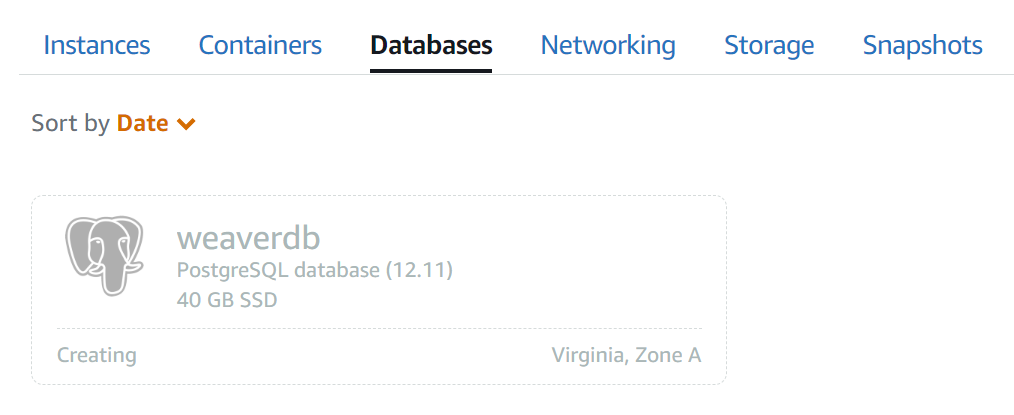 Instances Containers Databases Networking Storage Snapshots
Sort by Date
weaverdb
PostgreSQL database (12.11)
40 GB SSD
Creating Virginia, Zone A